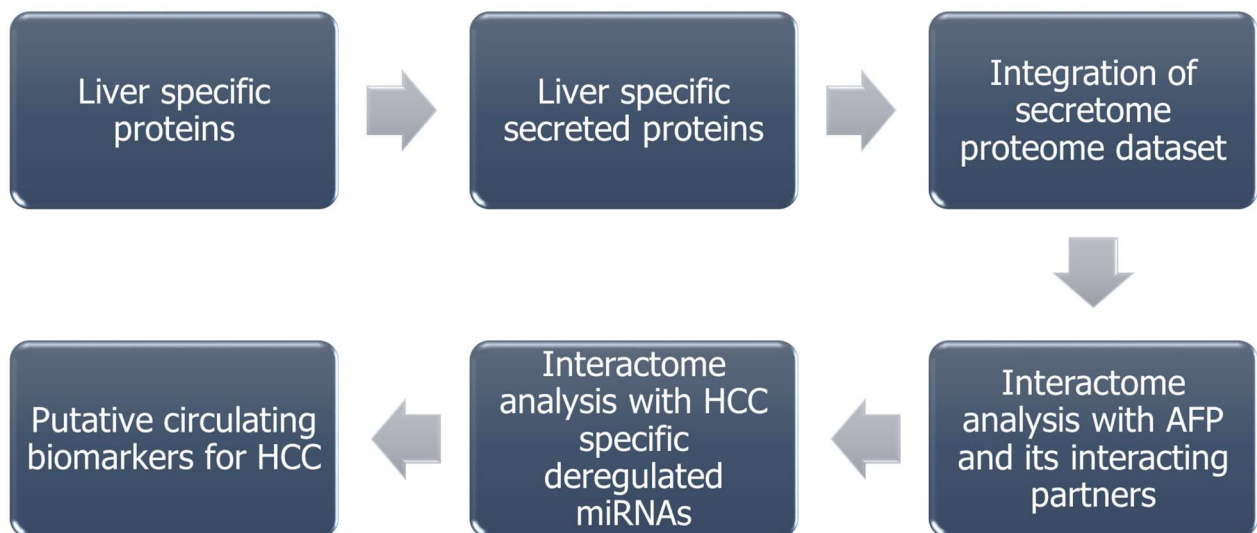 Liver specific
proteins
Liver specific
secreted proteins
Integration of
secretome
proteome dataset
Interactome
analysis with AFP
and its interacting
partners
Interactome
analysis with HCC
specific
deregulated
miRNAs
Putative circulating
biomarkers for HCC